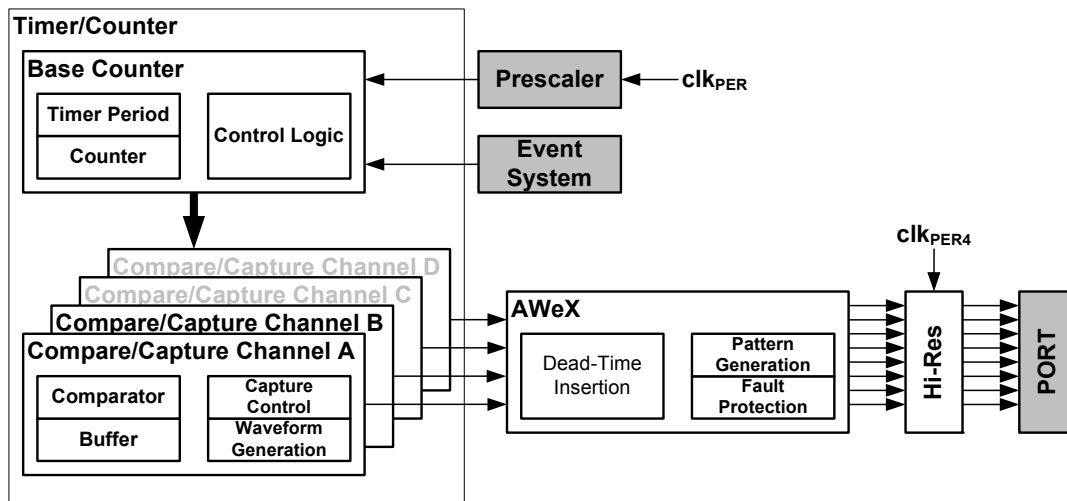 Timer/Counter
Base Counter
Timer Period
Counter
Control Logic
Prescaler
clkPER
Event
System
Compare/Capture Channel D
Compare/Capture Channel C
Compare/Capture Channel B
Compare/Capture Channel A
Comparator
Buffer
Capture
Control
Waveform
Generation
AWeX
Dead-Time
Insertion
Pattern
Generation
Fault
Protection
clkPER4
Hi-Res
PORT